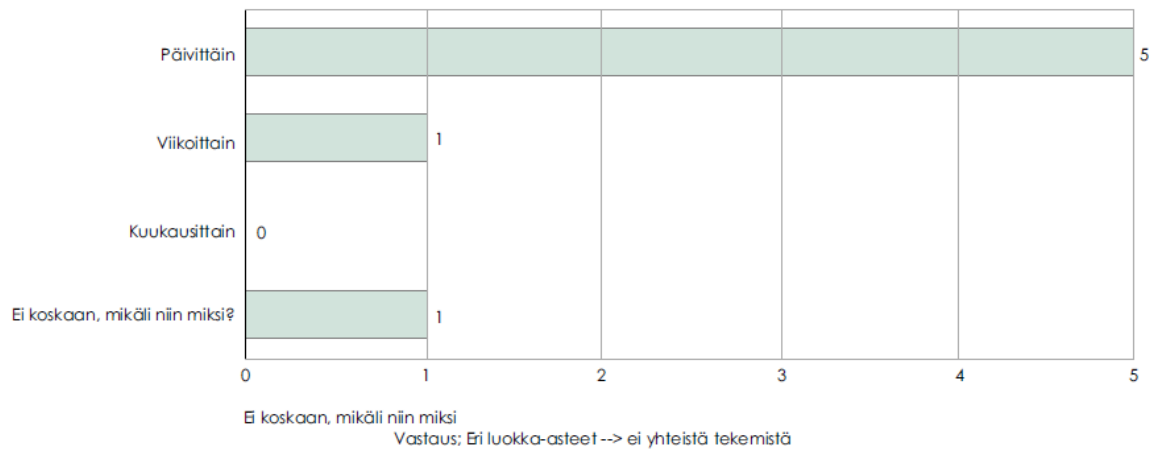 Päivittäin
5
Viikoittain
1
Kuukausittain
0
Ei koskaan, mikäli niin miksi?
1
0 1 2 3 4 5
Ei koskaan, mikäli niin miksi
Vastaus; Eri luokka-asteet --> ei yhteistä tekemistä